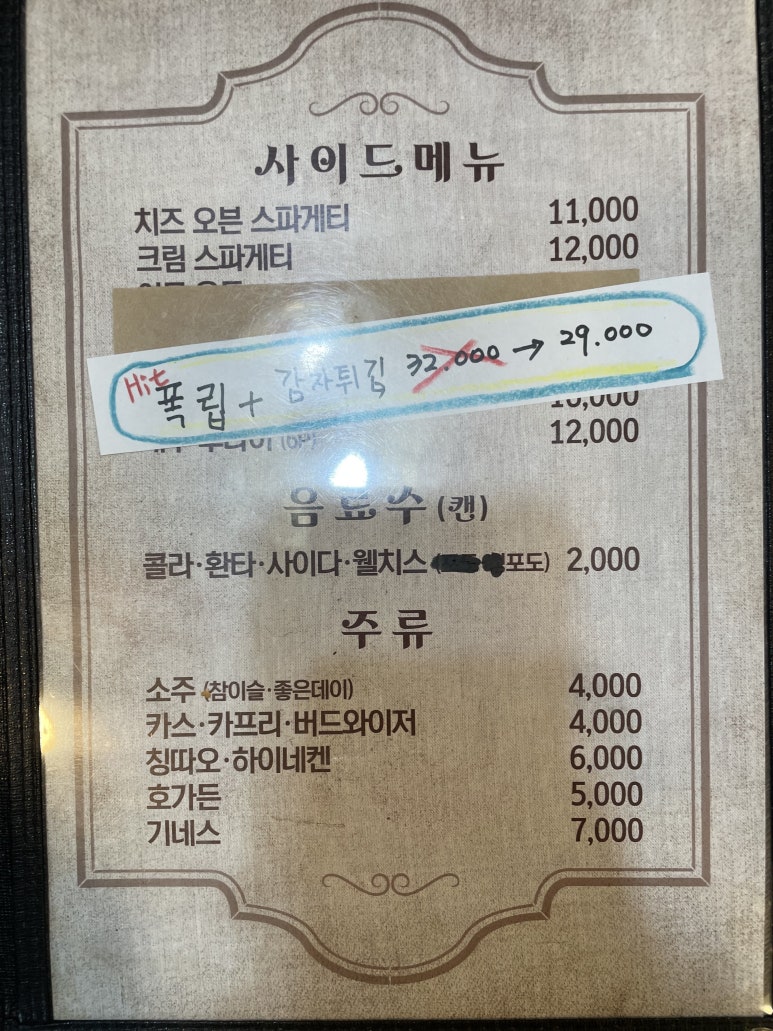 사이드메뉴
치즈 오븐 스파게티 11,000
크림 스파게티 12,000
Hit 폭립 + 감자튀김 32.000 → 29.000
10,000
(6P) 12,000
음료수 (캔)
콜라·환타·사이다·웰치스 포도) 2,000
주류
소주 (참이슬·좋은데이) 4,000
카스·카프리·버드와이저 4,000
칭따오·하이네켄 6,000
호가든 5,000
기네스 7,000